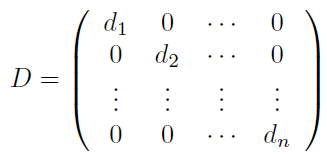 d₁ 0 ⋯ 0
0 d₂ ⋯ 0
D =
⋮ ⋮ ⋮ ⋮
0 0 ⋯ dₙ